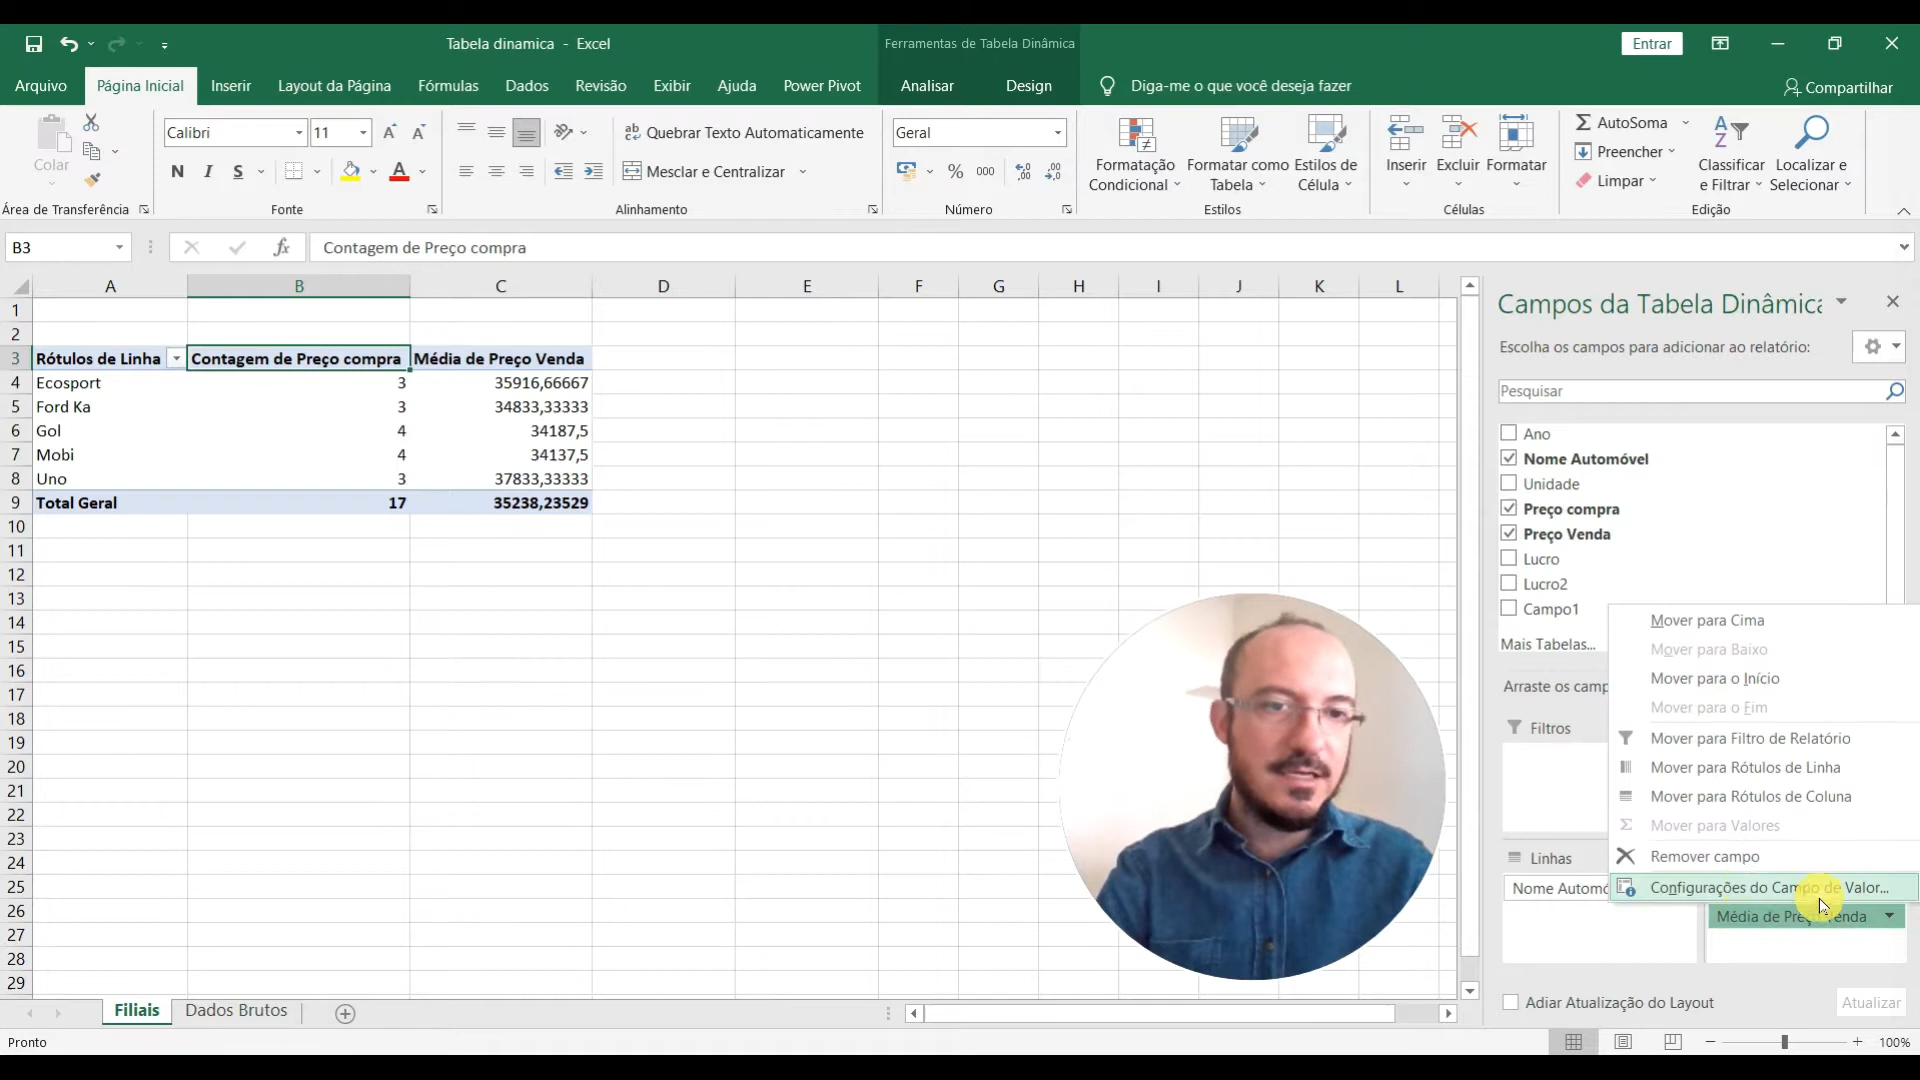 Tabela dinamica - Excel
Ferramentas de Tabela Dinâmica
Entrar
Arquivo
Página Inicial
Inserir
Layout da Página
Fórmulas
Dados
Revisão
Exibir
Ajuda
Power Pivot
Analisar
Design
Diga-me o que você deseja fazer
Compartilhar
Colar
Calibri
11
Quebrar Texto Automaticamente
Mesclar e Centralizar
Geral
Formatação Condicional
Formatar como Tabela
Estilos de Célula
Inserir
Excluir
Formatar
AutoSoma
Preencher
Limpar
Classificar e Filtrar
Localizar e Selecionar
Área de Transferência
Fonte
Alinhamento
Número
Estilos
Células
Edição
B3
Contagem de Preço compra
A B C D E F G H I J K L
1
2
3 Rótulos de Linha Contagem de Preço compra Média de Preço Venda
4 Ecosport 3 35916,66667
5 Ford Ka 3 34833,33333
6 Gol 4 34187,5
7 Mobi 4 34137,5
8 Uno 3 37833,33333
9 Total Geral 17 35238,23529
10
11
12
13
14
15
16
17
18
19
20
21
22
23
24
25
26
27
28
29
Campos da Tabela Dinâmica
Escolha os campos para adicionar ao relatório:
Pesquisar
Ano
Nome Automóvel
Unidade
Preço compra
Preço Venda
Lucro
Lucro2
Campo1
Mais Tabelas...
Arraste os camp
Filtros
Linhas
Nome Automó
Mover para Cima
Mover para Baixo
Mover para o Início
Mover para o Fim
Mover para Filtro de Relatório
Mover para Rótulos de Linha
Mover para Rótulos de Coluna
Mover para Valores
Remover campo
Configurações do Campo de Valor...
Média de Preço Venda
Adiar Atualização do Layout
Atualizar
Filiais
Dados Brutos
Pronto
100%